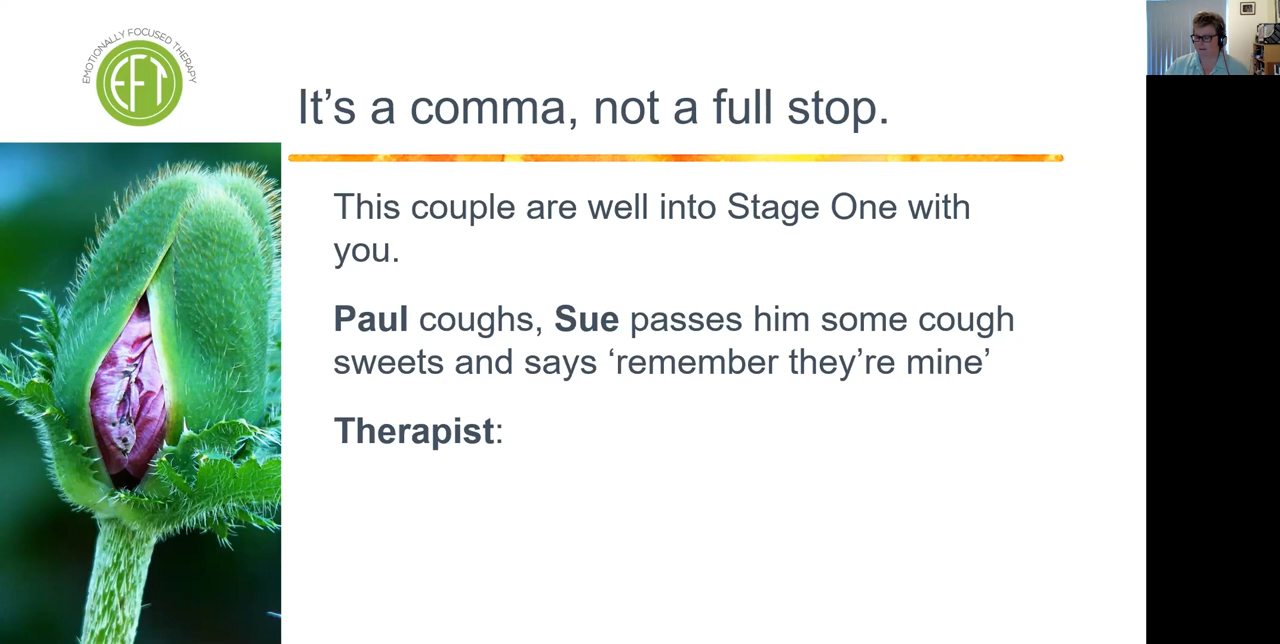 EMOTIONALLY FOCUSED THERAPY
EFT
It’s a comma, not a full stop.
This couple are well into Stage One with
you.
Paul coughs, Sue passes him some cough
sweets and says ‘remember they’re mine’
Therapist: